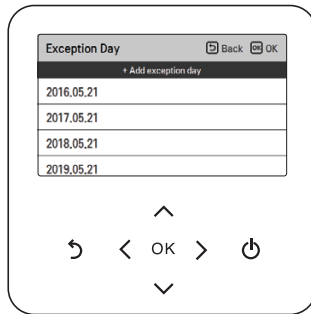 Exception Day Back OK OK
+ Add exception day
2016.05.21
2017.05.21
2018.05.21
2019.05.21
OK